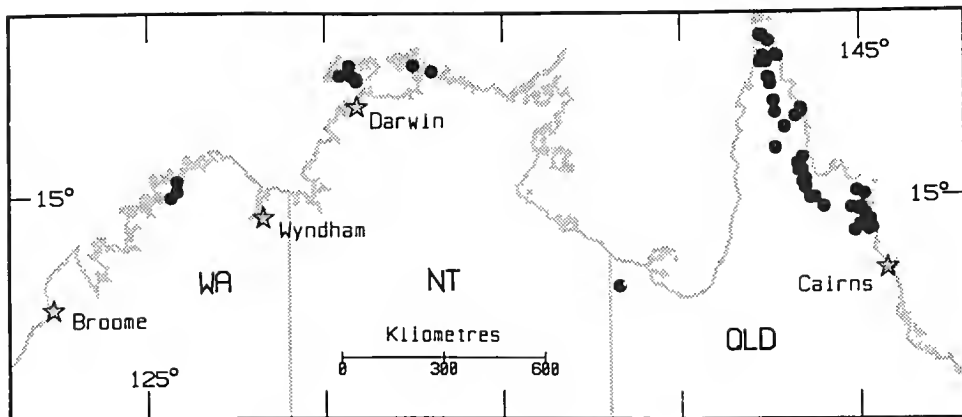 145°
Darwin
15°
15°
Wyndham
WA
NT
Cairns
Broome
Kilometres
QLD
125°
0 300 600